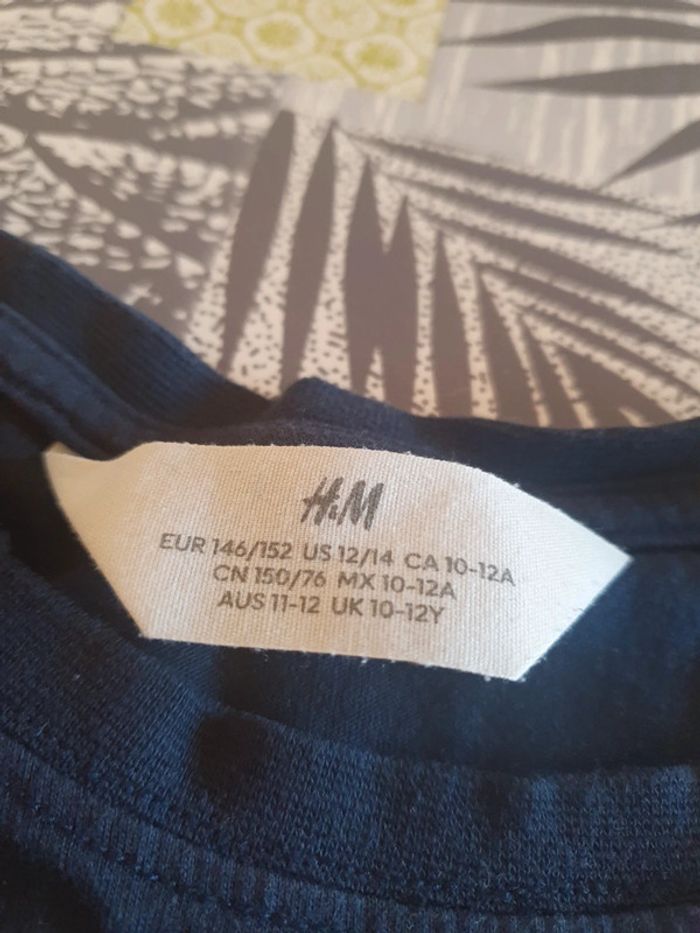 H&M
EUR 146/152 US 12/14 CA 10-12A
CN 150/76 MX 10-12A
AUS 11-12 UK 10-12Y